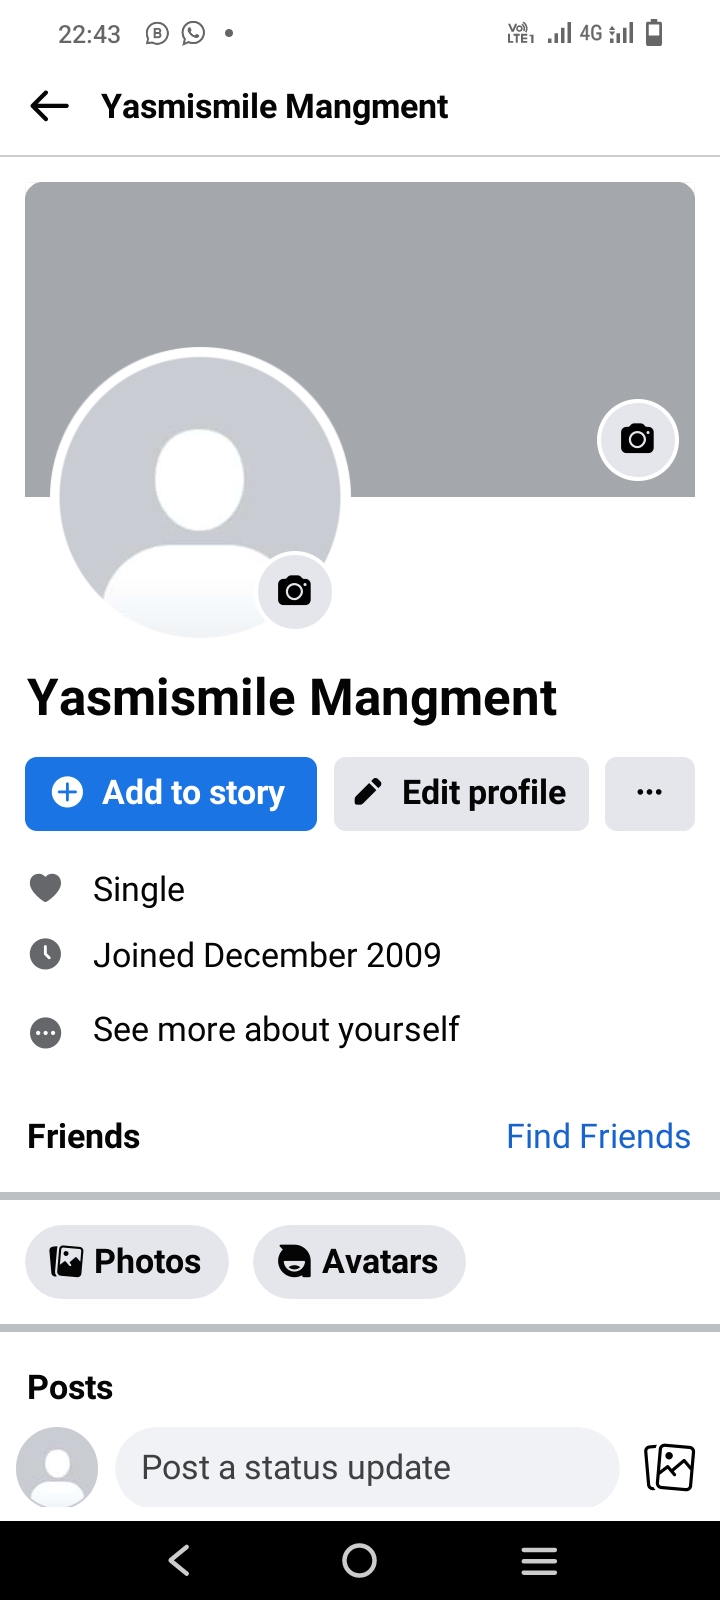 22:43
Vo) LTE1 4G
Yasmismile Mangment
Yasmismile Mangment
Add to story
Edit profile
Single
Joined December 2009
See more about yourself
Friends
Find Friends
Photos
Avatars
Posts
Post a status update